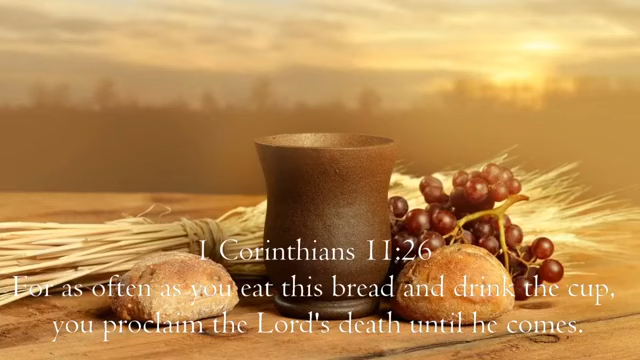 1 Corinthians 11:26
For as often as you eat this bread and drink the cup,
you proclaim the Lord's death until he comes.